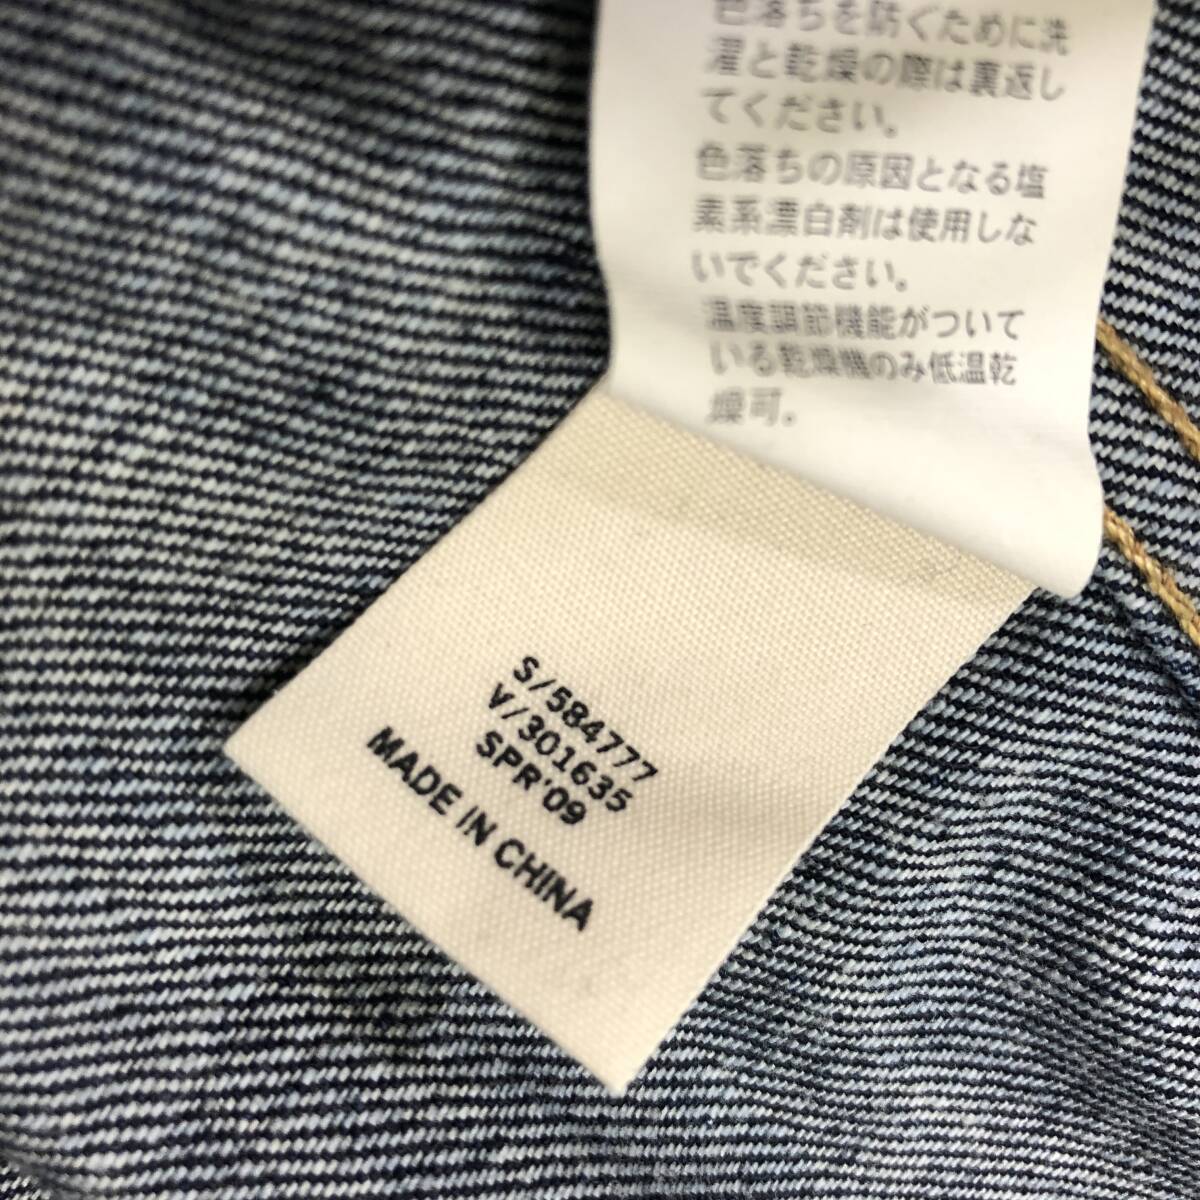 色落ちを防ぐために洗
濯と乾燥の際は裏返し
てください。
色落ちの原因となる塩
素系漂白剤は使用しな
いでください。
温度調節機能がついて
いる乾燥機のみ低温乾
燥可。
S/584777
V/301635
SPR'09
MADE IN CHINA